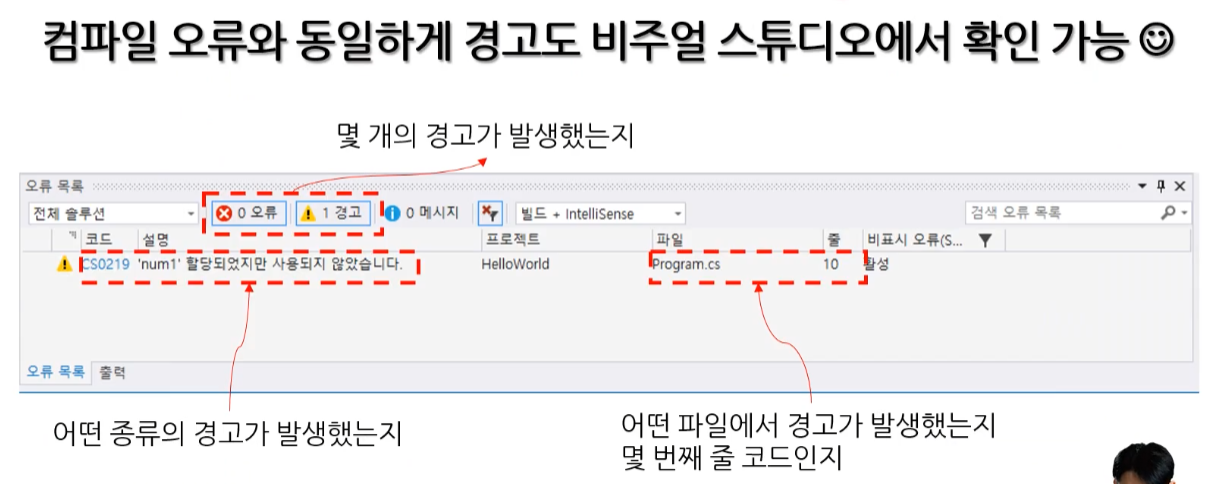 컴파일 오류와 동일하게 경고도 비주얼 스튜디오에서 확인 가능 ☺
몇 개의 경고가 발생했는지
오류 목록
전체 솔루션 0 오류 1 경고 0 메시지 빌드 + IntelliSense 검색 오류 목록
코드 설명 프로젝트 파일 줄 비표시 오류(S...
CS0219 'num1' 할당되었지만 사용되지 않았습니다. HelloWorld Program.cs 10 활성
오류 목록 출력
어떤 종류의 경고가 발생했는지
어떤 파일에서 경고가 발생했는지
몇 번째 줄 코드인지